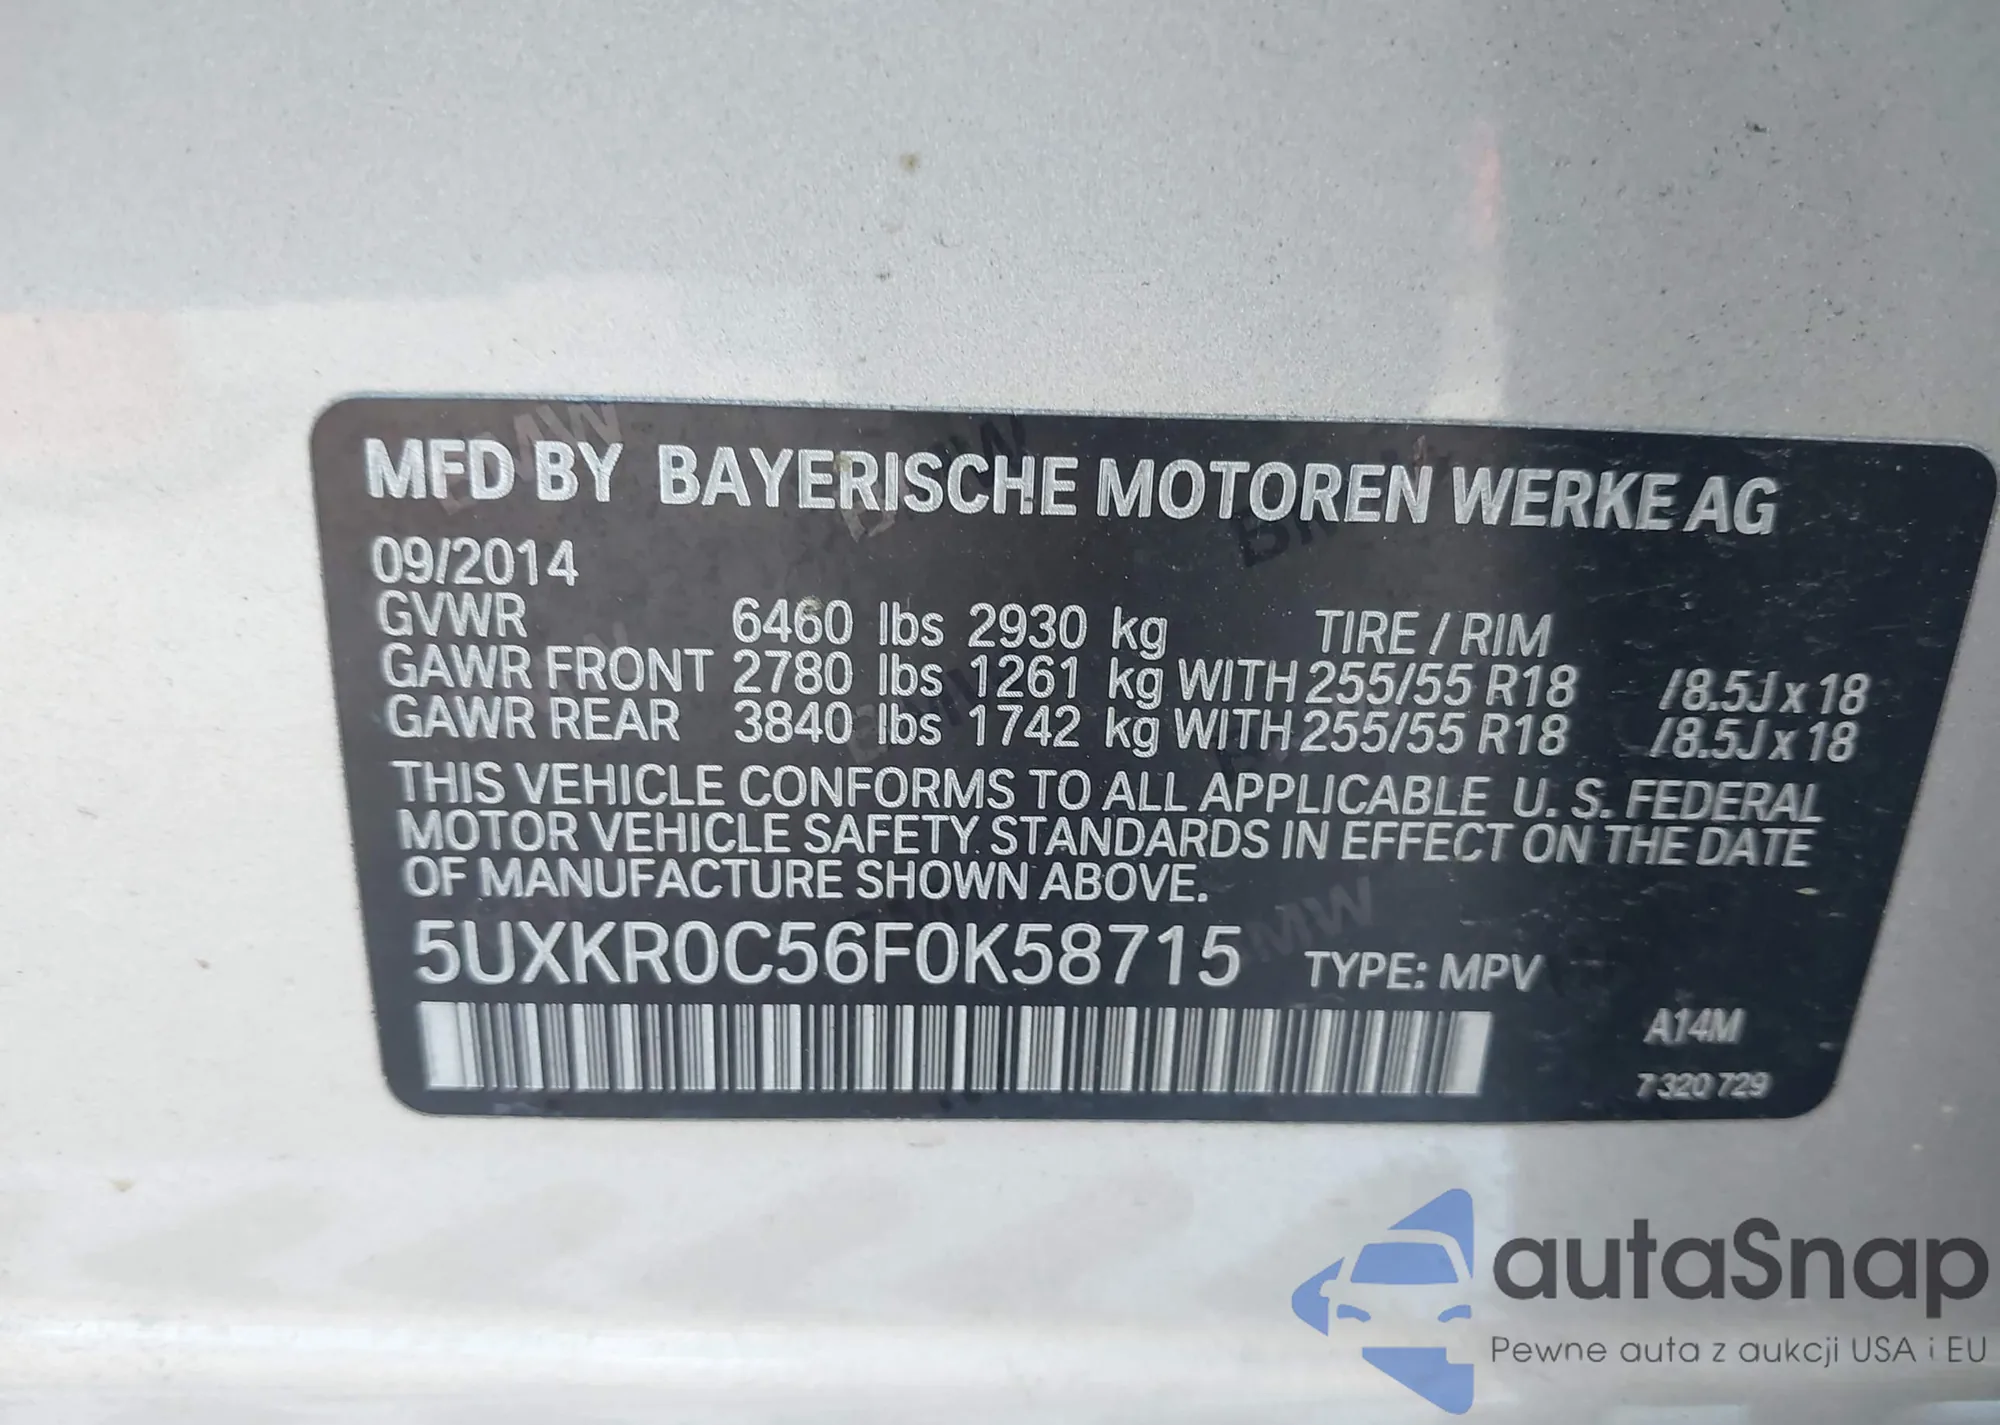 MFD BY BAYERISCHE MOTOREN WERKE AG
09/2014
GVWR 6460 lbs 2930 kg TIRE / RIM
GAWR FRONT 2780 lbs 1261 kg WITH 255/55 R18 /8.5J x 18
GAWR REAR 3840 lbs 1742 kg WITH 255/55 R18 /8.5J x 18
THIS VEHICLE CONFORMS TO ALL APPLICABLE U. S. FEDERAL
MOTOR VEHICLE SAFETY STANDARDS IN EFFECT ON THE DATE
OF MANUFACTURE SHOWN ABOVE.
5UXKR0C56F0K58715 TYPE: MPV
A14M
7 320 729
autaSnap
Pewne auta z aukcji USA i EU